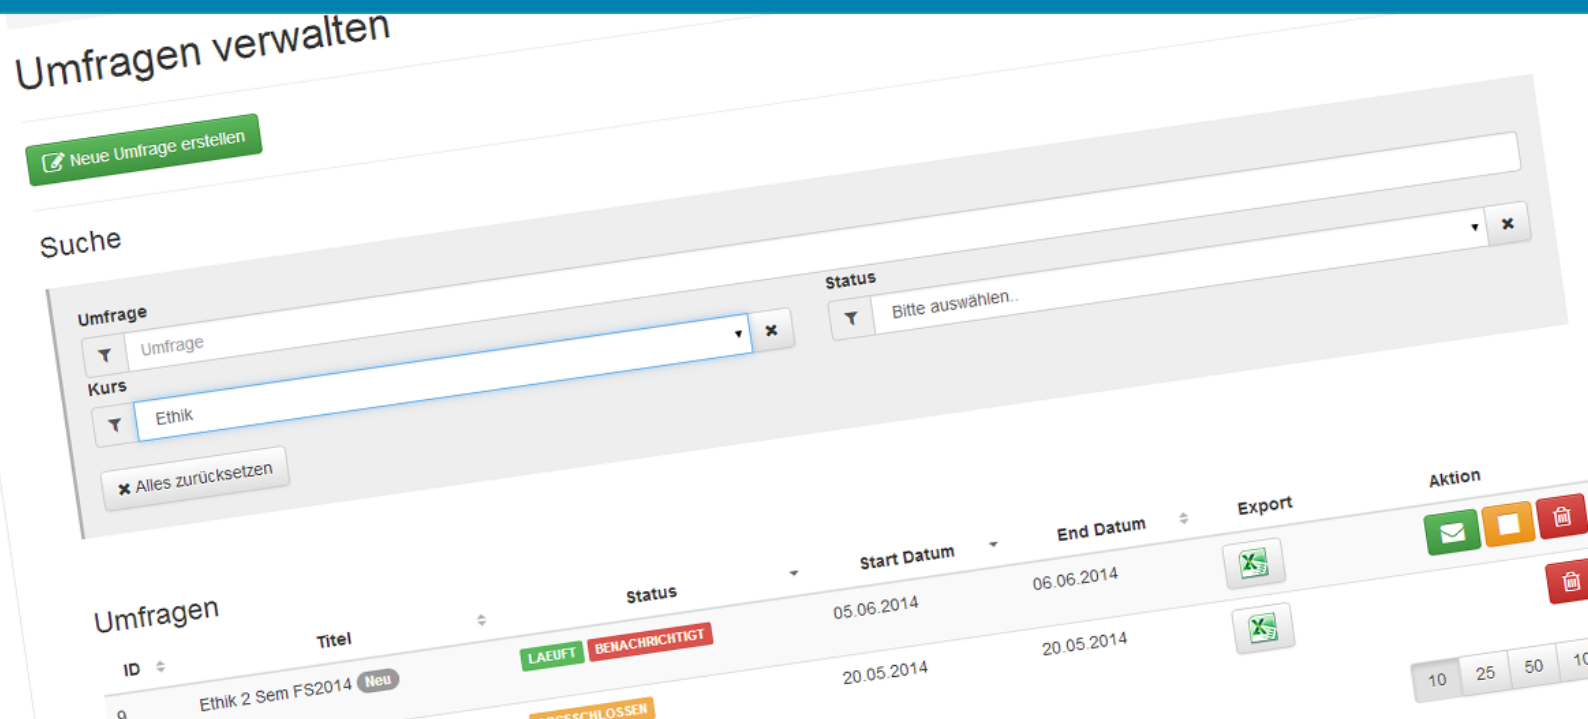 Umfragen verwalten
Neue Umfrage erstellen
Suche
Umfrage
Umfrage
Status
Bitte auswählen..
Kurs
Ethik
Alles zurücksetzen
Umfragen
ID Titel Status Start Datum End Datum Export Aktion
9 Ethik 2 Sem FS2014 Neu LAEUFT BENACHRICHTIGT 05.06.2014 06.06.2014
20.05.2014 20.05.2014
10 25 50